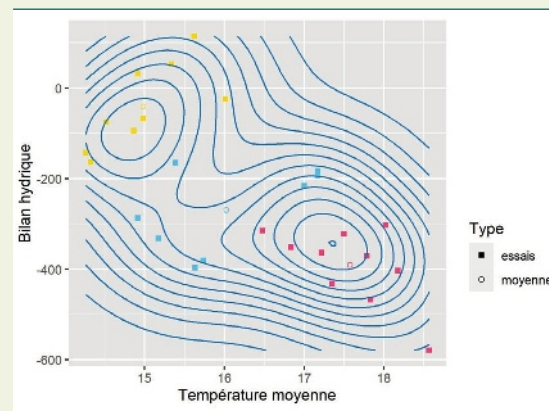 Bilan hydrique
0
-200
-400
-600
15
16
17
18
Température moyenne
Type
essais
moyenne